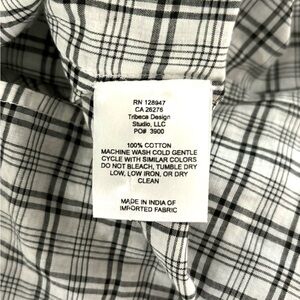 RN 128947
CA 26275
Tribeca Design
Studio, LLC
PO# 3900
100% COTTON
MACHINE WASH COLD GENTLE
CYCLE WITH SIMILAR COLORS
DO NOT BLEACH, TUMBLE DRY
LOW, LOW IRON, OR DRY
CLEAN
MADE IN INDIA OF
IMPORTED FABRIC